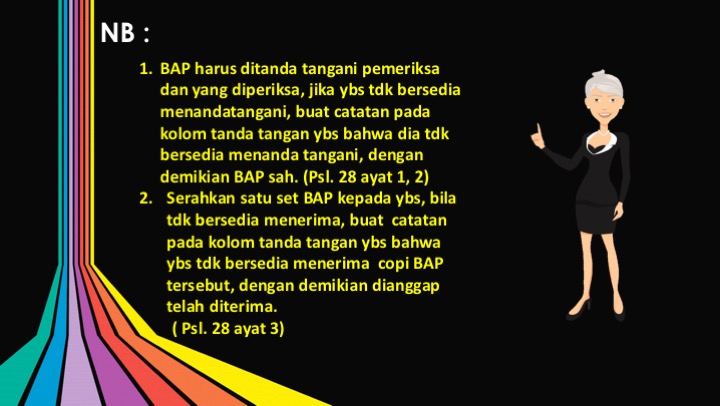 NB :
1. BAP harus ditanda tangani pemeriksa
dan yang diperiksa, jika ybs tdk bersedia
menandatangani, buat catatan pada
kolom tanda tangan ybs bahwa dia tdk
bersedia menanda tangani, dengan
demikian BAP sah. (Psl. 28 ayat 1, 2)
2. Serahkan satu set BAP kepada ybs, bila
tdk bersedia menerima, buat catatan
pada kolom tanda tangan ybs bahwa
ybs tdk bersedia menerima copi BAP
tersebut, dengan demikian dianggap
telah diterima.
( Psl. 28 ayat 3)